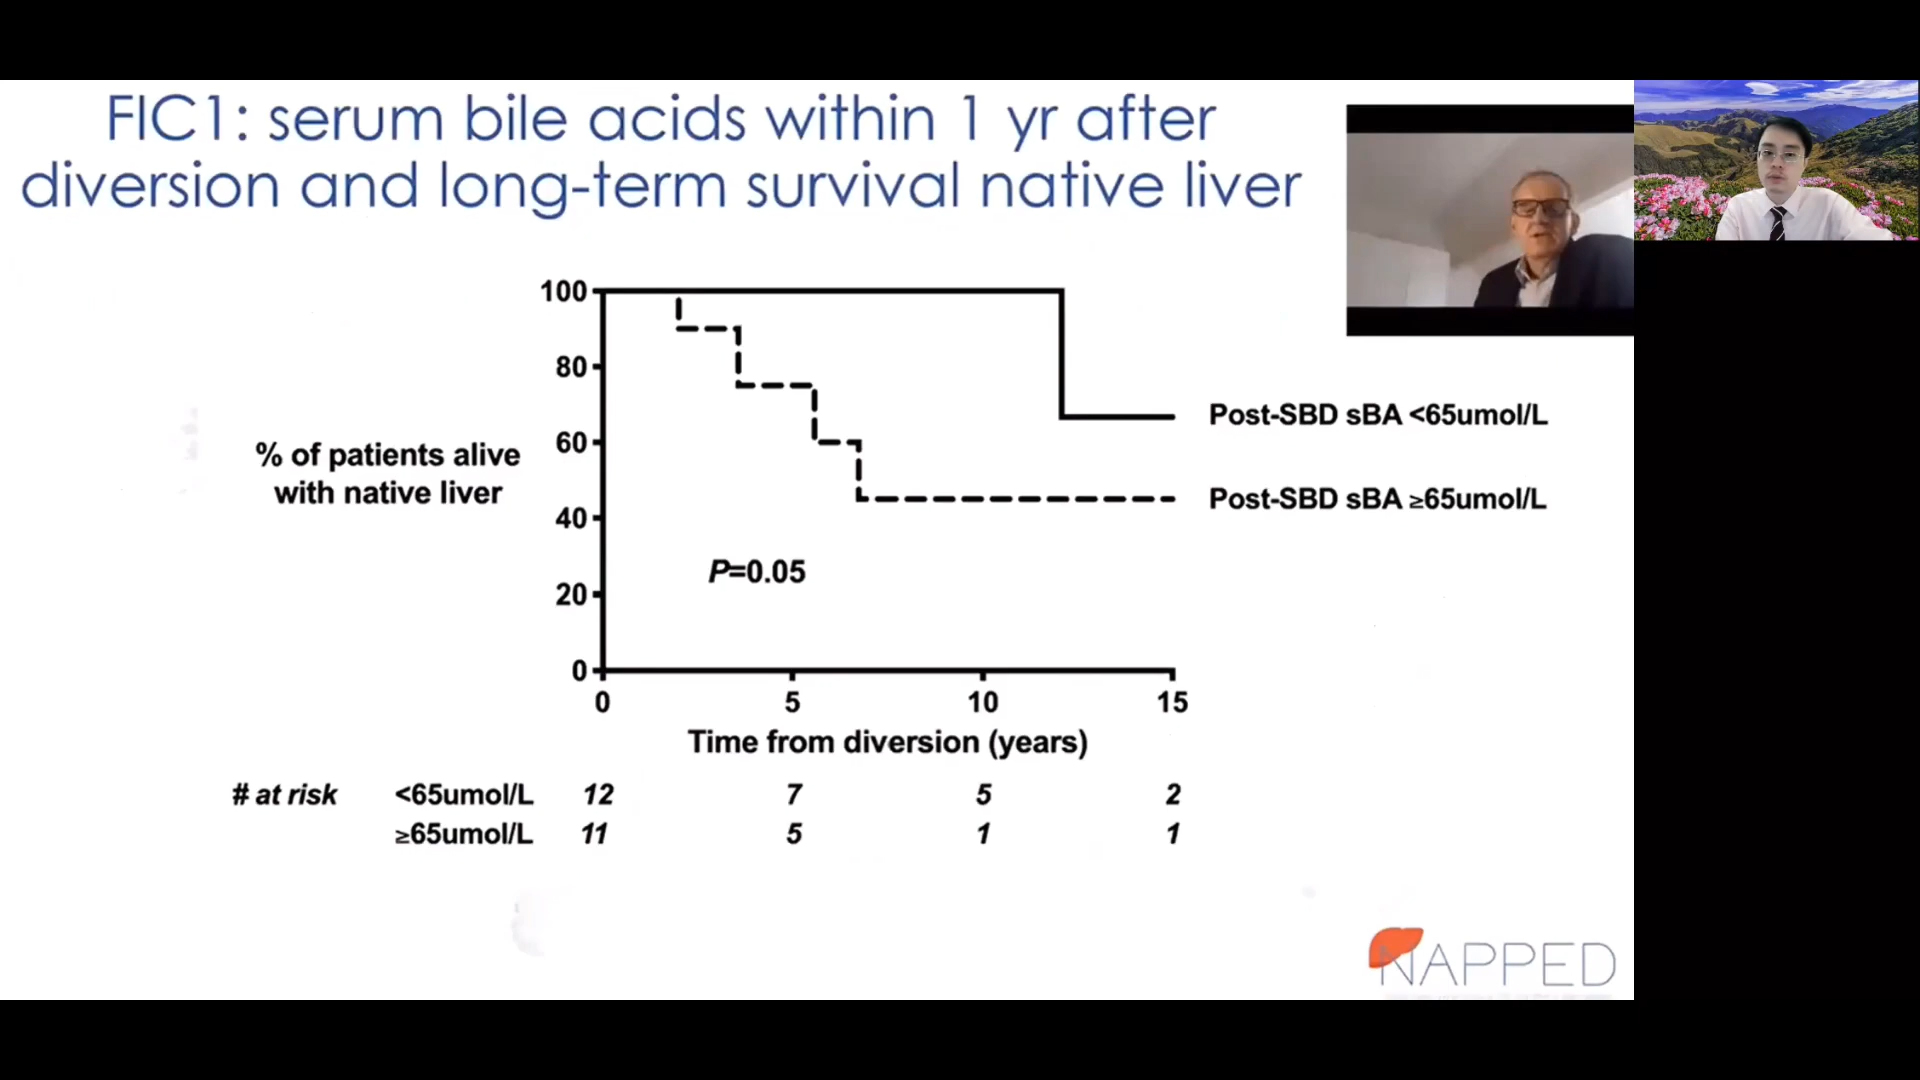 FIC1: serum bile acids within 1 yr after
diversion and long-term survival native liver
100
80
60
40
20
0
% of patients alive
with native liver
Post-SBD sBA <65umol/L
Post-SBD sBA ≥65umol/L
P=0.05
0 5 10 15
Time from diversion (years)
# at risk <65umol/L 12 7 5 2
≥65umol/L 11 5 1 1
NAPPED